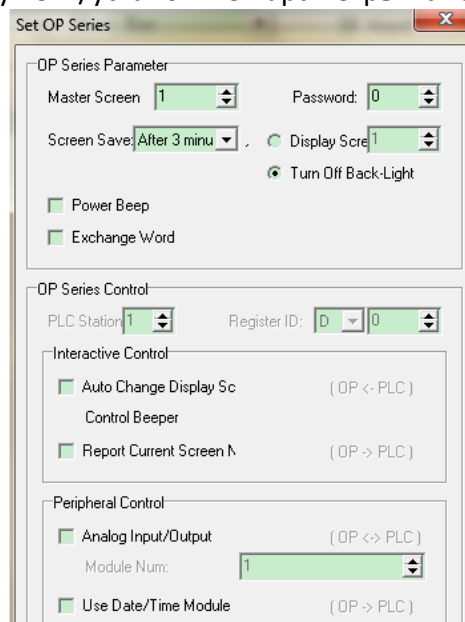 Set OP Series
OP Series Parameter
Master Screen 1 Password: 0
Screen Save: After 3 minu , Display Scre 1
Turn Off Back-Light
Power Beep
Exchange Word
OP Series Control
PLC Station 1 Register ID: D 0
Interactive Control
Auto Change Display Sc (OP <- PLC)
Control Beeper
Report Current Screen N (OP -> PLC)
Peripheral Control
Analog Input/Output (OP <-> PLC)
Module Num: 1
Use Date/Time Module (OP -> PLC)